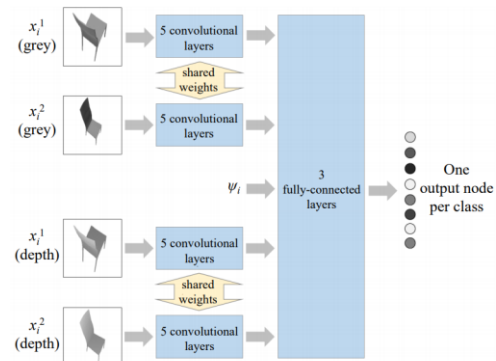 x_i^1
(grey)
5 convolutional
layers
shared
weights
x_i^2
(grey)
5 convolutional
layers
ψ_i
3
fully-connected
layers
One
output node
per class
x_i^1
(depth)
5 convolutional
layers
shared
weights
x_i^2
(depth)
5 convolutional
layers